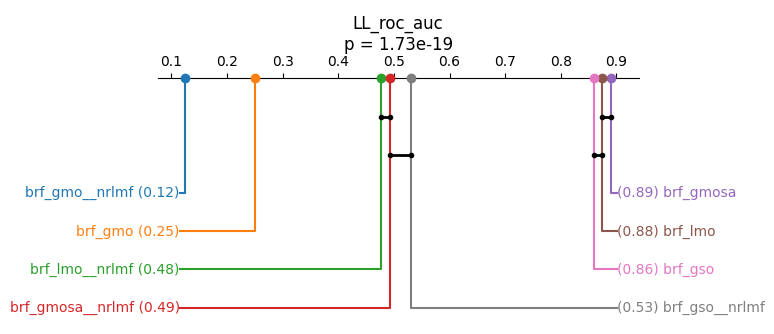 LL_roc_auc
p = 1.73e-19
0.1 0.2 0.3 0.4 0.5 0.6 0.7 0.8 0.9
brf_gmo__nrlmf (0.12)
(0.89) brf_gmosa
brf_gmo (0.25)
(0.88) brf_lmo
brf_lmo__nrlmf (0.48)
(0.86) brf_gso
brf_gmosa__nrlmf (0.49)
(0.53) brf_gso__nrlmf